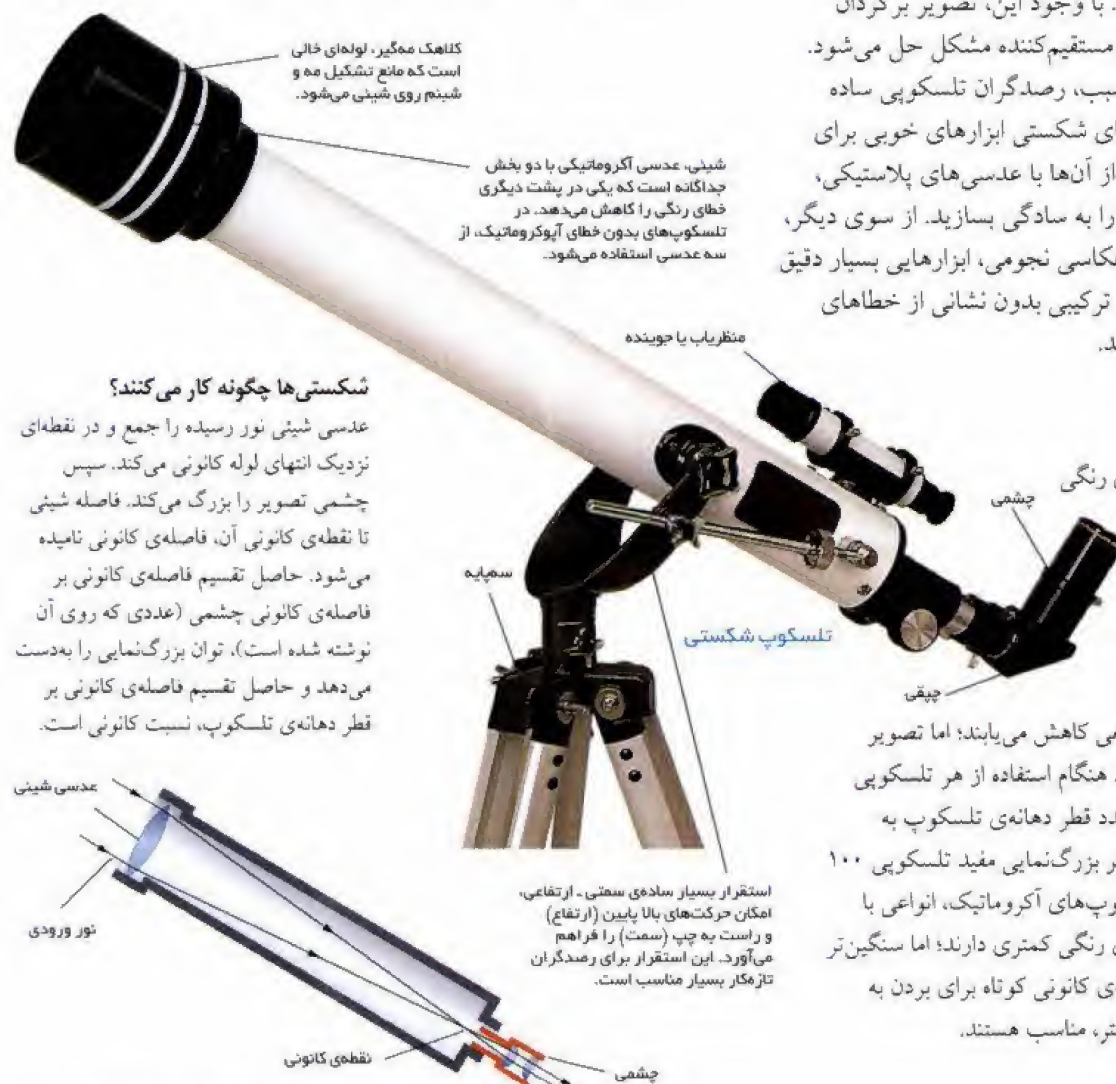 با وجود این، تصویر برگردان
مستقیم‌کننده مشکل حل می‌شود.
سبب، رصدگران تلسکوپی ساده
ای شکستی ابزارهای خوبی برای
از آن‌ها با عدسی‌های پلاستیکی،
را به سادگی بسازید. از سوی دیگر،
عکاسی نجومی، ابزارهایی بسیار دقیق
ترکیبی بدون نشانی از خطاهای
ند.
کلاهک مه‌گیر، لوله‌ای خالی
است که مانع تشکیل مه و
شبنم روی شیئی می‌شود.
شیئی، عدسی آکروماتیکی با دو بخش
جداگانه است که یکی در پشت دیگری
خطای رنگی را کاهش می‌دهد. در
تلسکوپ‌های بدون خطای آپوکروماتیک، از
سه عدسی استفاده می‌شود.
منظریاب یا جوینده
شکستی‌ها چگونه کار می‌کنند؟
عدسی شیئی نور رسیده را جمع و در نقطه‌ای
نزدیک انتهای لوله کانونی می‌کند. سپس
چشمی تصویر را بزرگ می‌کند. فاصله شیئی
تا نقطه‌ی کانونی آن، فاصله‌ی کانونی نامیده
می‌شود. حاصل تقسیم فاصله‌ی کانونی بر
فاصله‌ی کانونی چشمی (عددی که روی آن
نوشته شده است)، توان بزرگ‌نمایی را به‌دست
می‌دهد و حاصل تقسیم فاصله‌ی کانونی بر
قطر دهانه‌ی تلسکوپ، نسبت کانونی است.
ی رنگی
چشمی
سه‌پایه
تلسکوپ شکستی
چپقی
می کاهش می‌یابند؛ اما تصویر
هنگام استفاده از هر تلسکوپی
دد قطر دهانه‌ی تلسکوپ به
ر بزرگ‌نمایی مفید تلسکوپی ۱۰۰
وپ‌های آکروماتیک، انواعی با
ی رنگی کمتری دارند؛ اما سنگین‌تر
ی کانونی کوتاه برای بردن به
تر، مناسب هستند.
استقرار بسیار ساده‌ی سمتی ـ ارتفاعی،
امکان حرکت‌های بالا پایین (ارتفاع)
و راست به چپ (سمت) را فراهم
می‌آورد. این استقرار برای رصدگران
تازه‌کار بسیار مناسب است.
عدسی شیئی
نور ورودی
نقطه‌ی کانونی
چشمی